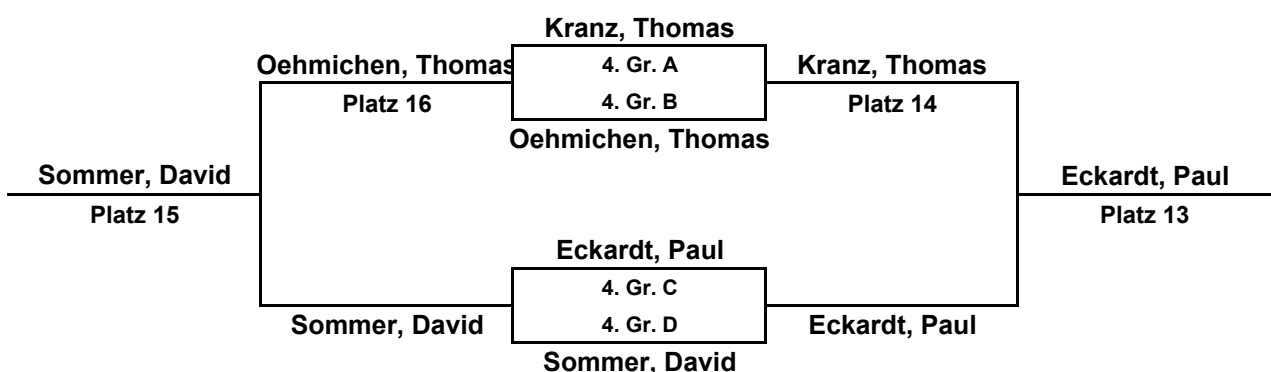 Kranz, Thomas
Oehmichen, Thomas
4. Gr. A
Kranz, Thomas
Platz 16
4. Gr. B
Platz 14
Oehmichen, Thomas
Sommer, David
Eckardt, Paul
Platz 15
Platz 13
Eckardt, Paul
4. Gr. C
Sommer, David
4. Gr. D
Eckardt, Paul
Sommer, David